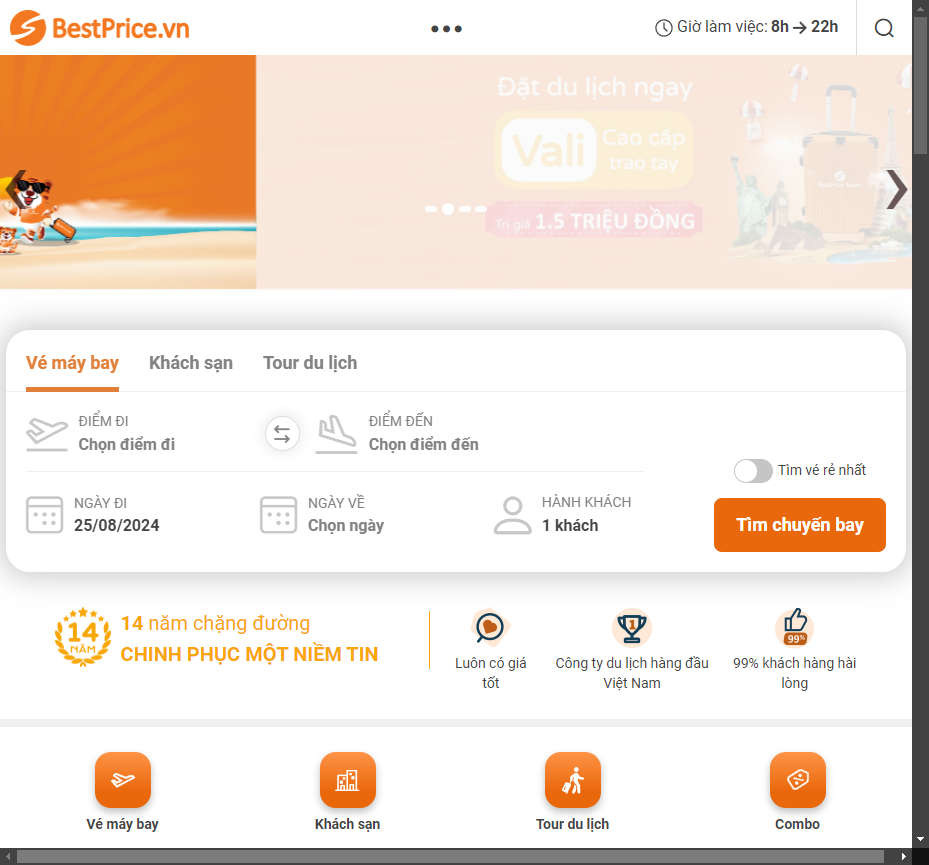 BestPrice.vn
Giờ làm việc: 8h → 22h
Đặt du lịch ngay
Vali Cao cấp
trao tay
Trị giá 1.5 TRIỆU ĐỒNG
Vé máy bay Khách sạn Tour du lịch
ĐIỂM ĐI
Chọn điểm đi
ĐIỂM ĐẾN
Chọn điểm đến
Tìm vé rẻ nhất
NGÀY ĐI
25/08/2024
NGÀY VỀ
Chọn ngày
HÀNH KHÁCH
1 khách
Tìm chuyến bay
14
NĂM
14 năm chặng đường
CHINH PHỤC MỘT NIỀM TIN
Luôn có giá
tốt
1
Công ty du lịch hàng đầu
Việt Nam
99%
99% khách hàng hài
lòng
Vé máy bay
Khách sạn
Tour du lịch
Combo